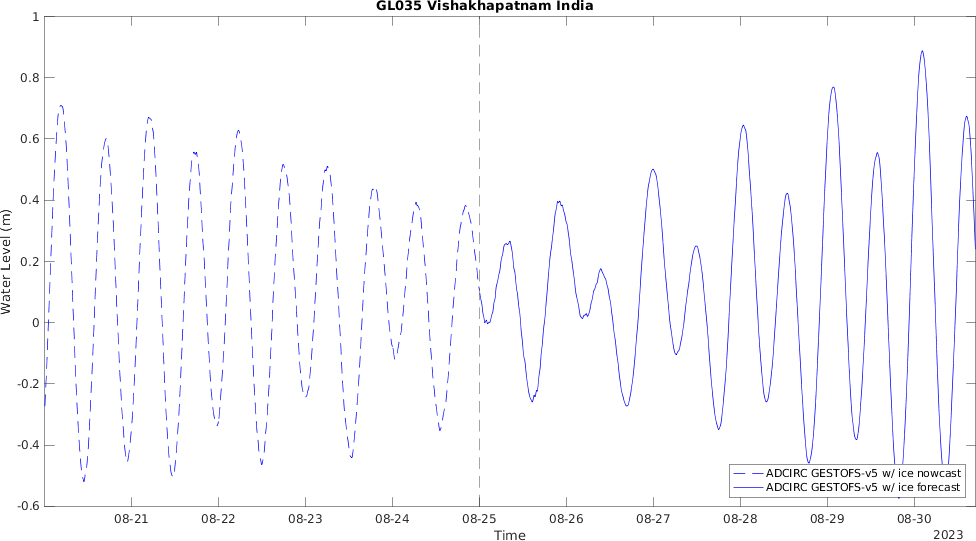 GL035 Vishakhapatnam India
1
0.8
0.6
0.4
0.2
0
-0.2
-0.4
-0.6
Water Level (m)
08-21 08-22 08-23 08-24 08-25 08-26 08-27 08-28 08-29 08-30
Time
2023
ADCIRC GESTOFS-v5 w/ ice nowcast
ADCIRC GESTOFS-v5 w/ ice forecast